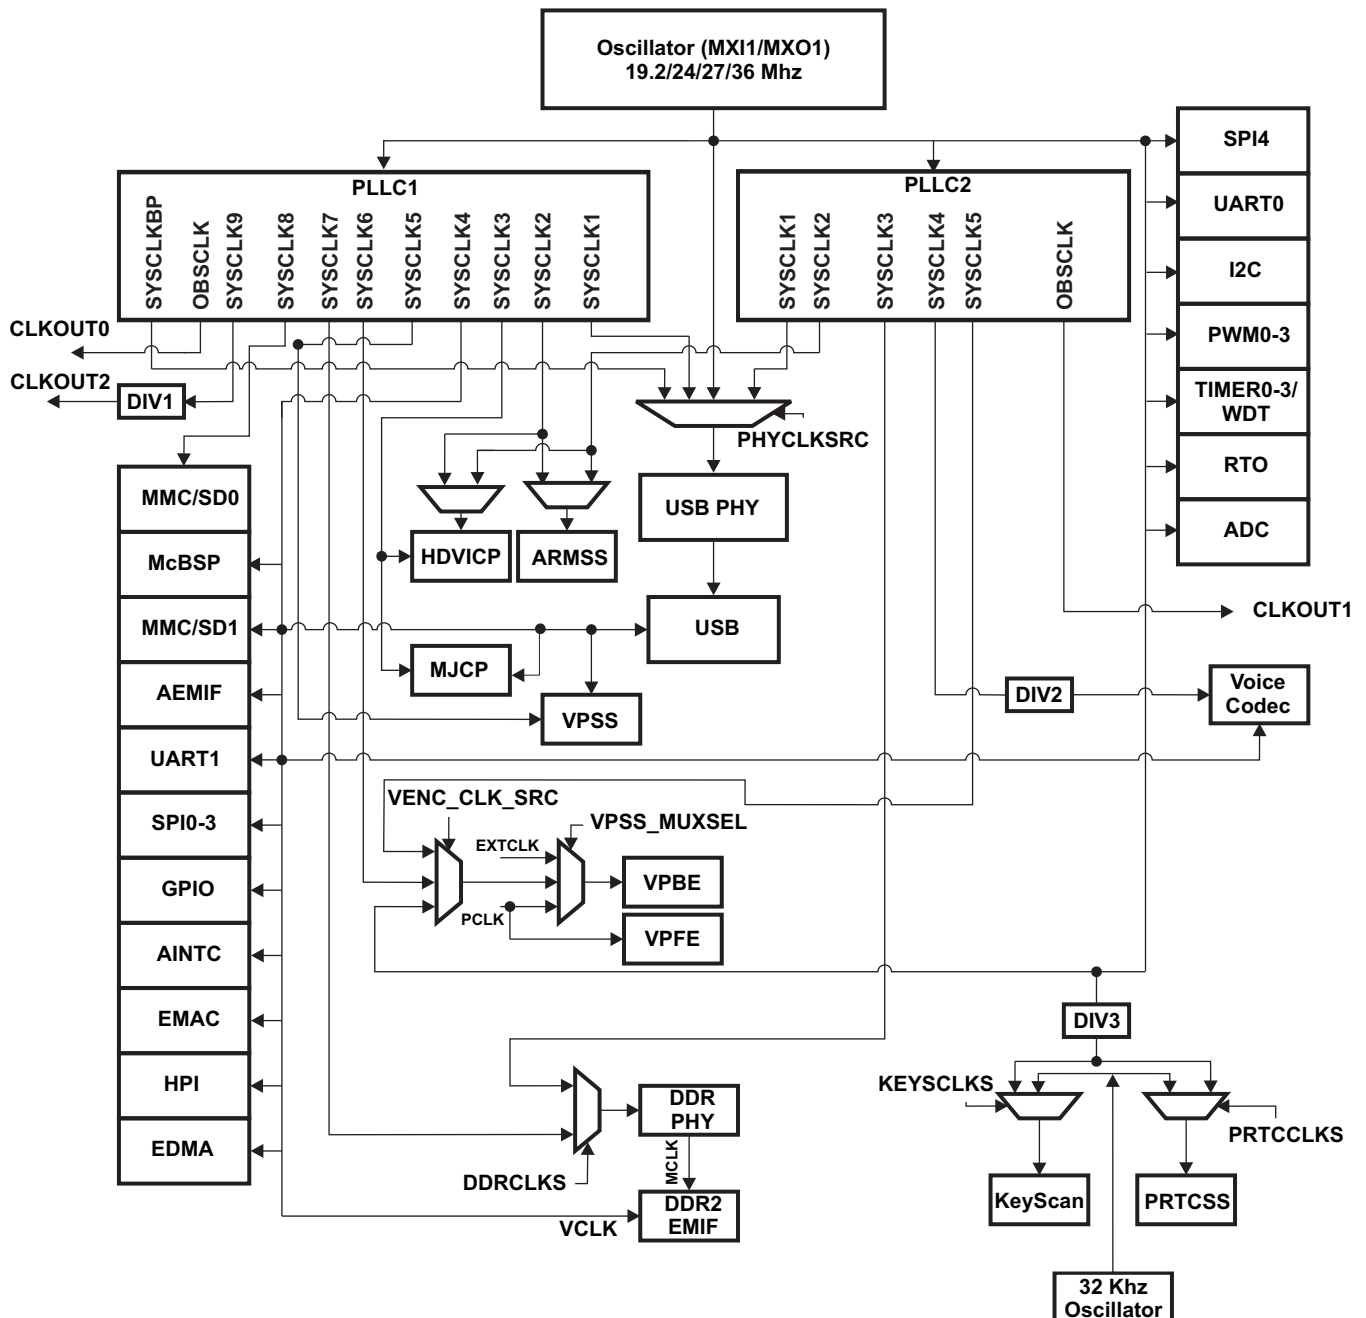 Oscillator (MXI1/MXO1)
19.2/24/27/36 Mhz
PLLC1
SYSCLKBP
OBSCLK
SYSCLK9
SYSCLK8
SYSCLK7
SYSCLK6
SYSCLK5
SYSCLK4
SYSCLK3
SYSCLK2
SYSCLK1
PLLC2
SYSCLK1
SYSCLK2
SYSCLK3
SYSCLK4
SYSCLK5
OBSCLK
SPI4
UART0
I2C
PWM0-3
TIMER0-3/
WDT
RTO
ADC
CLKOUT0
CLKOUT2
DIV1
PHYCLKSRC
MMC/SD0
McBSP
MMC/SD1
AEMIF
UART1
SPI0-3
GPIO
AINTC
EMAC
HPI
EDMA
HDVICP
ARMSS
USB PHY
USB
MJCP
VPSS
CLKOUT1
DIV2
Voice
Codec
VENC_CLK_SRC
VPSS_MUXSEL
EXTCLK
PCLK
VPBE
VPFE
DIV3
KEYSCLKS
PRTCCLKS
DDR
PHY
MCLK
DDRCLKS
DDR2
EMIF
VCLK
KeyScan
PRTCSS
32 Khz
Oscillator